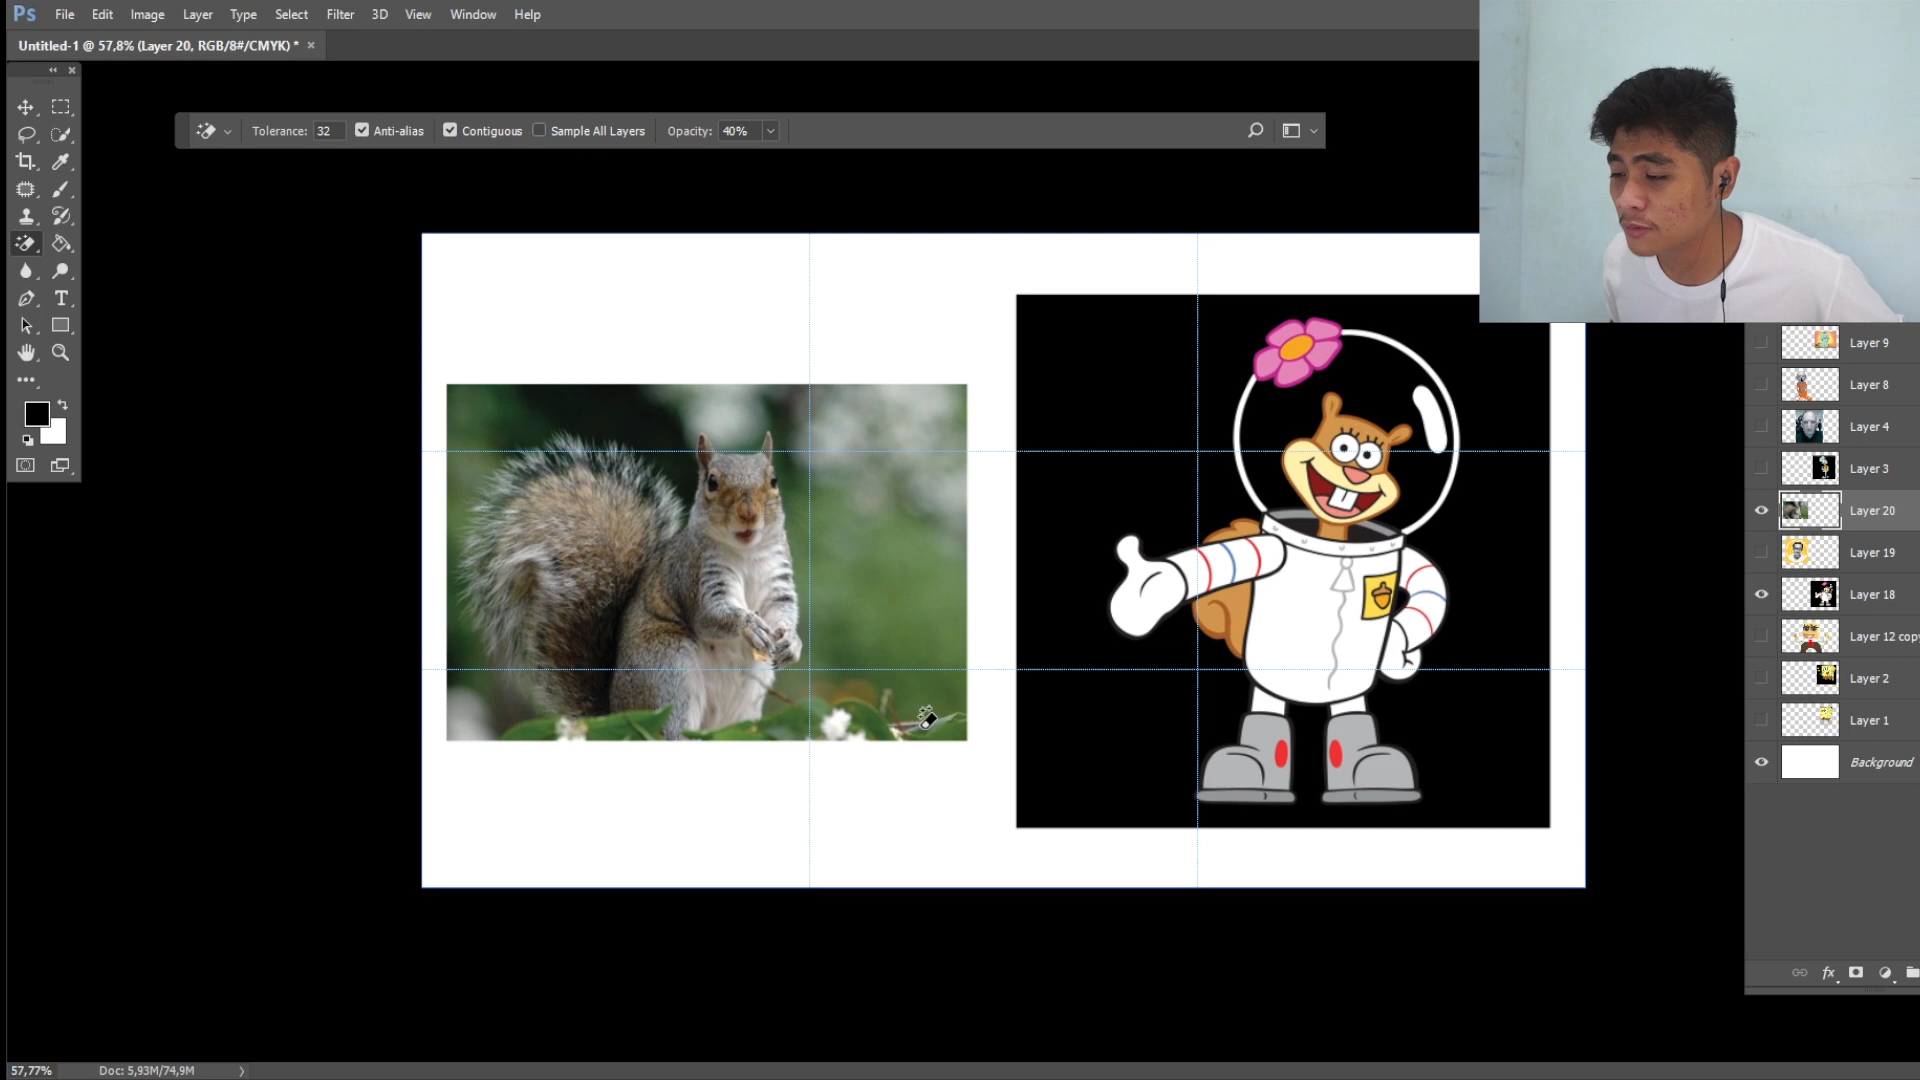 Ps File Edit Image Layer Type Select Filter 3D View Window Help
Untitled-1 @ 57,8% (Layer 20, RGB/8#/CMYK) * ×
Tolerance: 32 Anti-alias Contiguous Sample All Layers Opacity: 40%
T
Layer 9
Layer 8
Layer 4
Layer 3
Layer 20
Layer 19
Layer 18
Layer 12 copy
Layer 2
Layer 1
Background
fx
57,77% Doc: 5,93M/74,9M